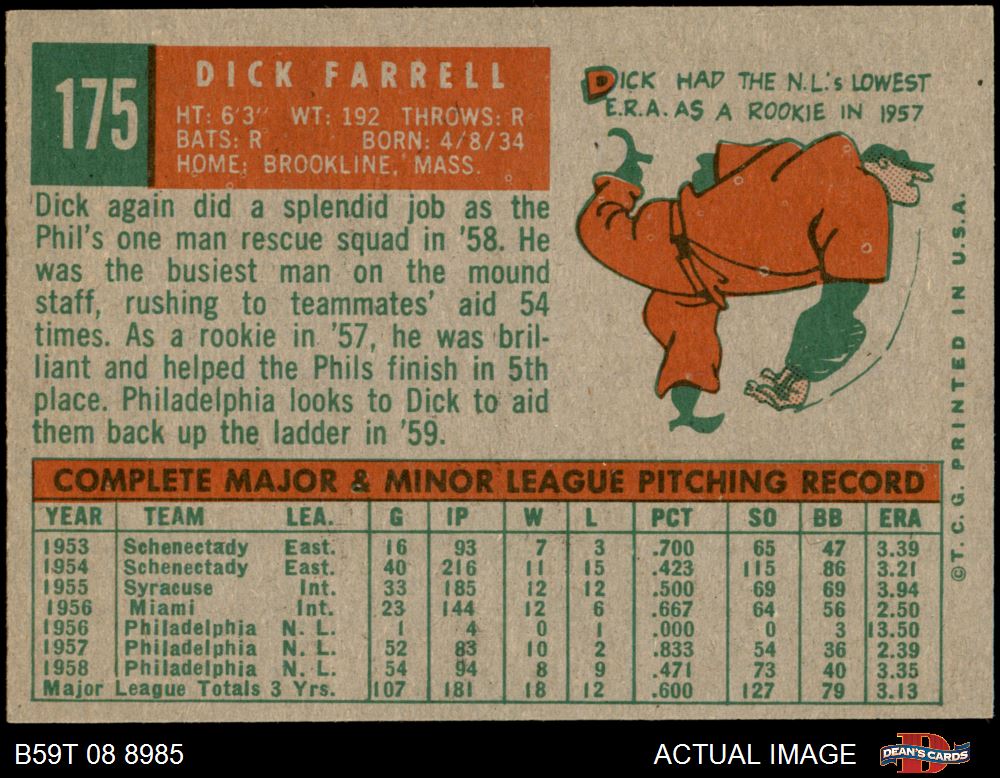 175
DICK FARRELL
HT: 6'3" WT: 192 THROWS: R
BATS: R BORN: 4/8/34
HOME: BROOKLINE, MASS.
DICK HAD THE N.L.'s LOWEST
E.R.A. AS A ROOKIE IN 1957
Dick again did a splendid job as the
Phil's one man rescue squad in '58. He
was the busiest man on the mound
staff, rushing to teammates' aid 54
times. As a rookie in '57, he was bril-
liant and helped the Phils finish in 5th
place. Philadelphia looks to Dick to aid
them back up the ladder in '59.
©T.C.G. PRINTED IN U.S.A.
COMPLETE MAJOR & MINOR LEAGUE PITCHING RECORD
YEAR TEAM LEA. G IP W L PCT SO BB ERA
1953 Schenectady East. 16 93 7 3 .700 65 47 3.39
1954 Schenectady East. 40 216 11 15 .423 115 86 3.21
1955 Syracuse Int. 33 185 12 12 .500 69 69 3.94
1956 Miami Int. 23 144 12 6 .667 64 56 2.50
1956 Philadelphia N. L. 1 4 0 1 .000 0 3 13.50
1957 Philadelphia N. L. 52 83 10 2 .833 54 36 2.39
1958 Philadelphia N. L. 54 94 8 9 .471 73 40 3.35
Major League Totals 3 Yrs. 107 181 18 12 .600 127 79 3.13
B59T 08 8985
ACTUAL IMAGE
DEAN'S CARDS